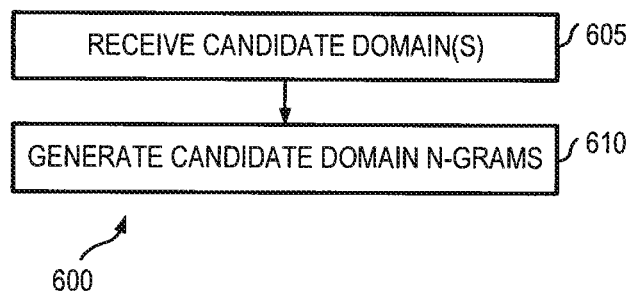 RECEIVE CANDIDATE DOMAIN(S)
605
GENERATE CANDIDATE DOMAIN N-GRAMS
610
600